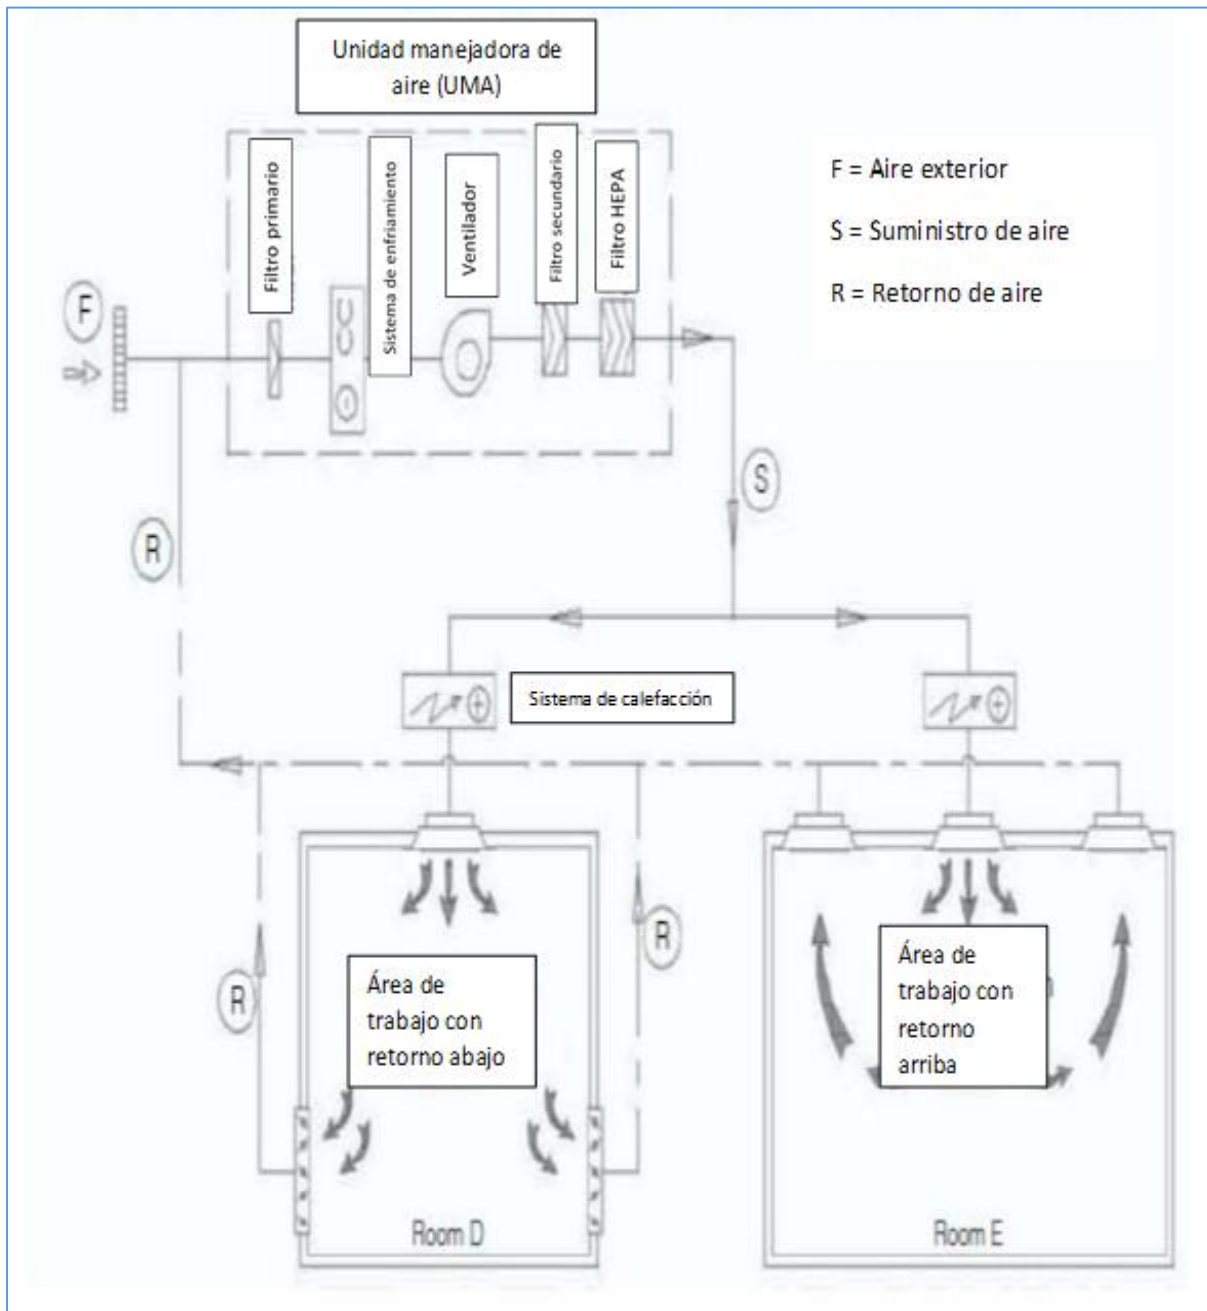 Unidad manejadora de
aire (UMA)
Filtro primario
Sistema de enfriamiento
Ventilador
Filtro secundario
Filtro HEPA
F = Aire exterior
S = Suministro de aire
R = Retorno de aire
F
CC
S
R
Sistema de calefacción
R
R
Área de
trabajo con
retorno abajo
Área de
trabajo con
retorno
arriba
Room D
Room E